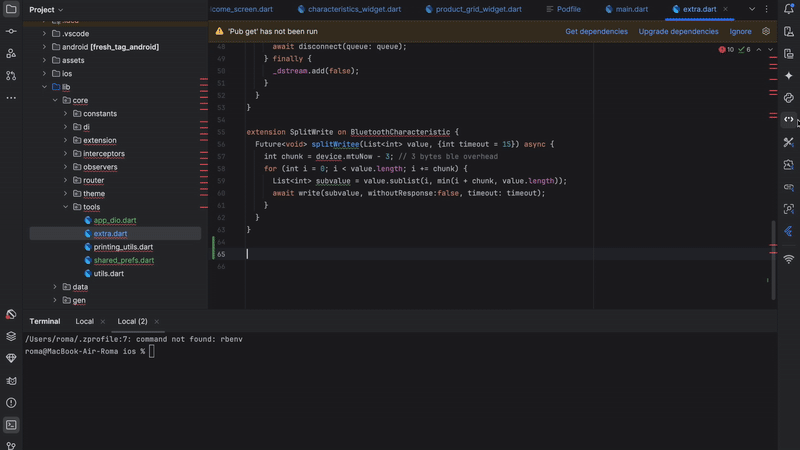 Project
come_screen.dart
characteristics_widget.dart
product_grid_widget.dart
Podfile
main.dart
extra.dart
.vscode
android [fresh_tag_android]
assets
ios
lib
core
constants
di
extension
interceptors
observers
router
theme
tools
app_dio.dart
extra.dart
printing_utils.dart
shared_prefs.dart
utils.dart
data
gen
'Pub get' has not been run
Get dependencies
Upgrade dependencies
Ignore
10 6
48 await disconnect(queue: queue);
49 } finally {
50 _dstream.add(false);
51 }
52 }
53 }
54
55 extension SplitWrite on BluetoothCharacteristic {
56 Future<void> splitWritee(List<int> value, {int timeout = 15}) async {
57 int chunk = device.mtuNow - 3; // 3 bytes ble overhead
58 for (int i = 0; i < value.length; i += chunk) {
59 List<int> subvalue = value.sublist(i, min(i + chunk, value.length));
60 await write(subvalue, withoutResponse:false, timeout: timeout);
61 }
62 }
63 }
64
65
66
Terminal
Local
Local (2)
/Users/roma/.zprofile:7: command not found: rbenv
roma@MacBook-Air-Roma ios %